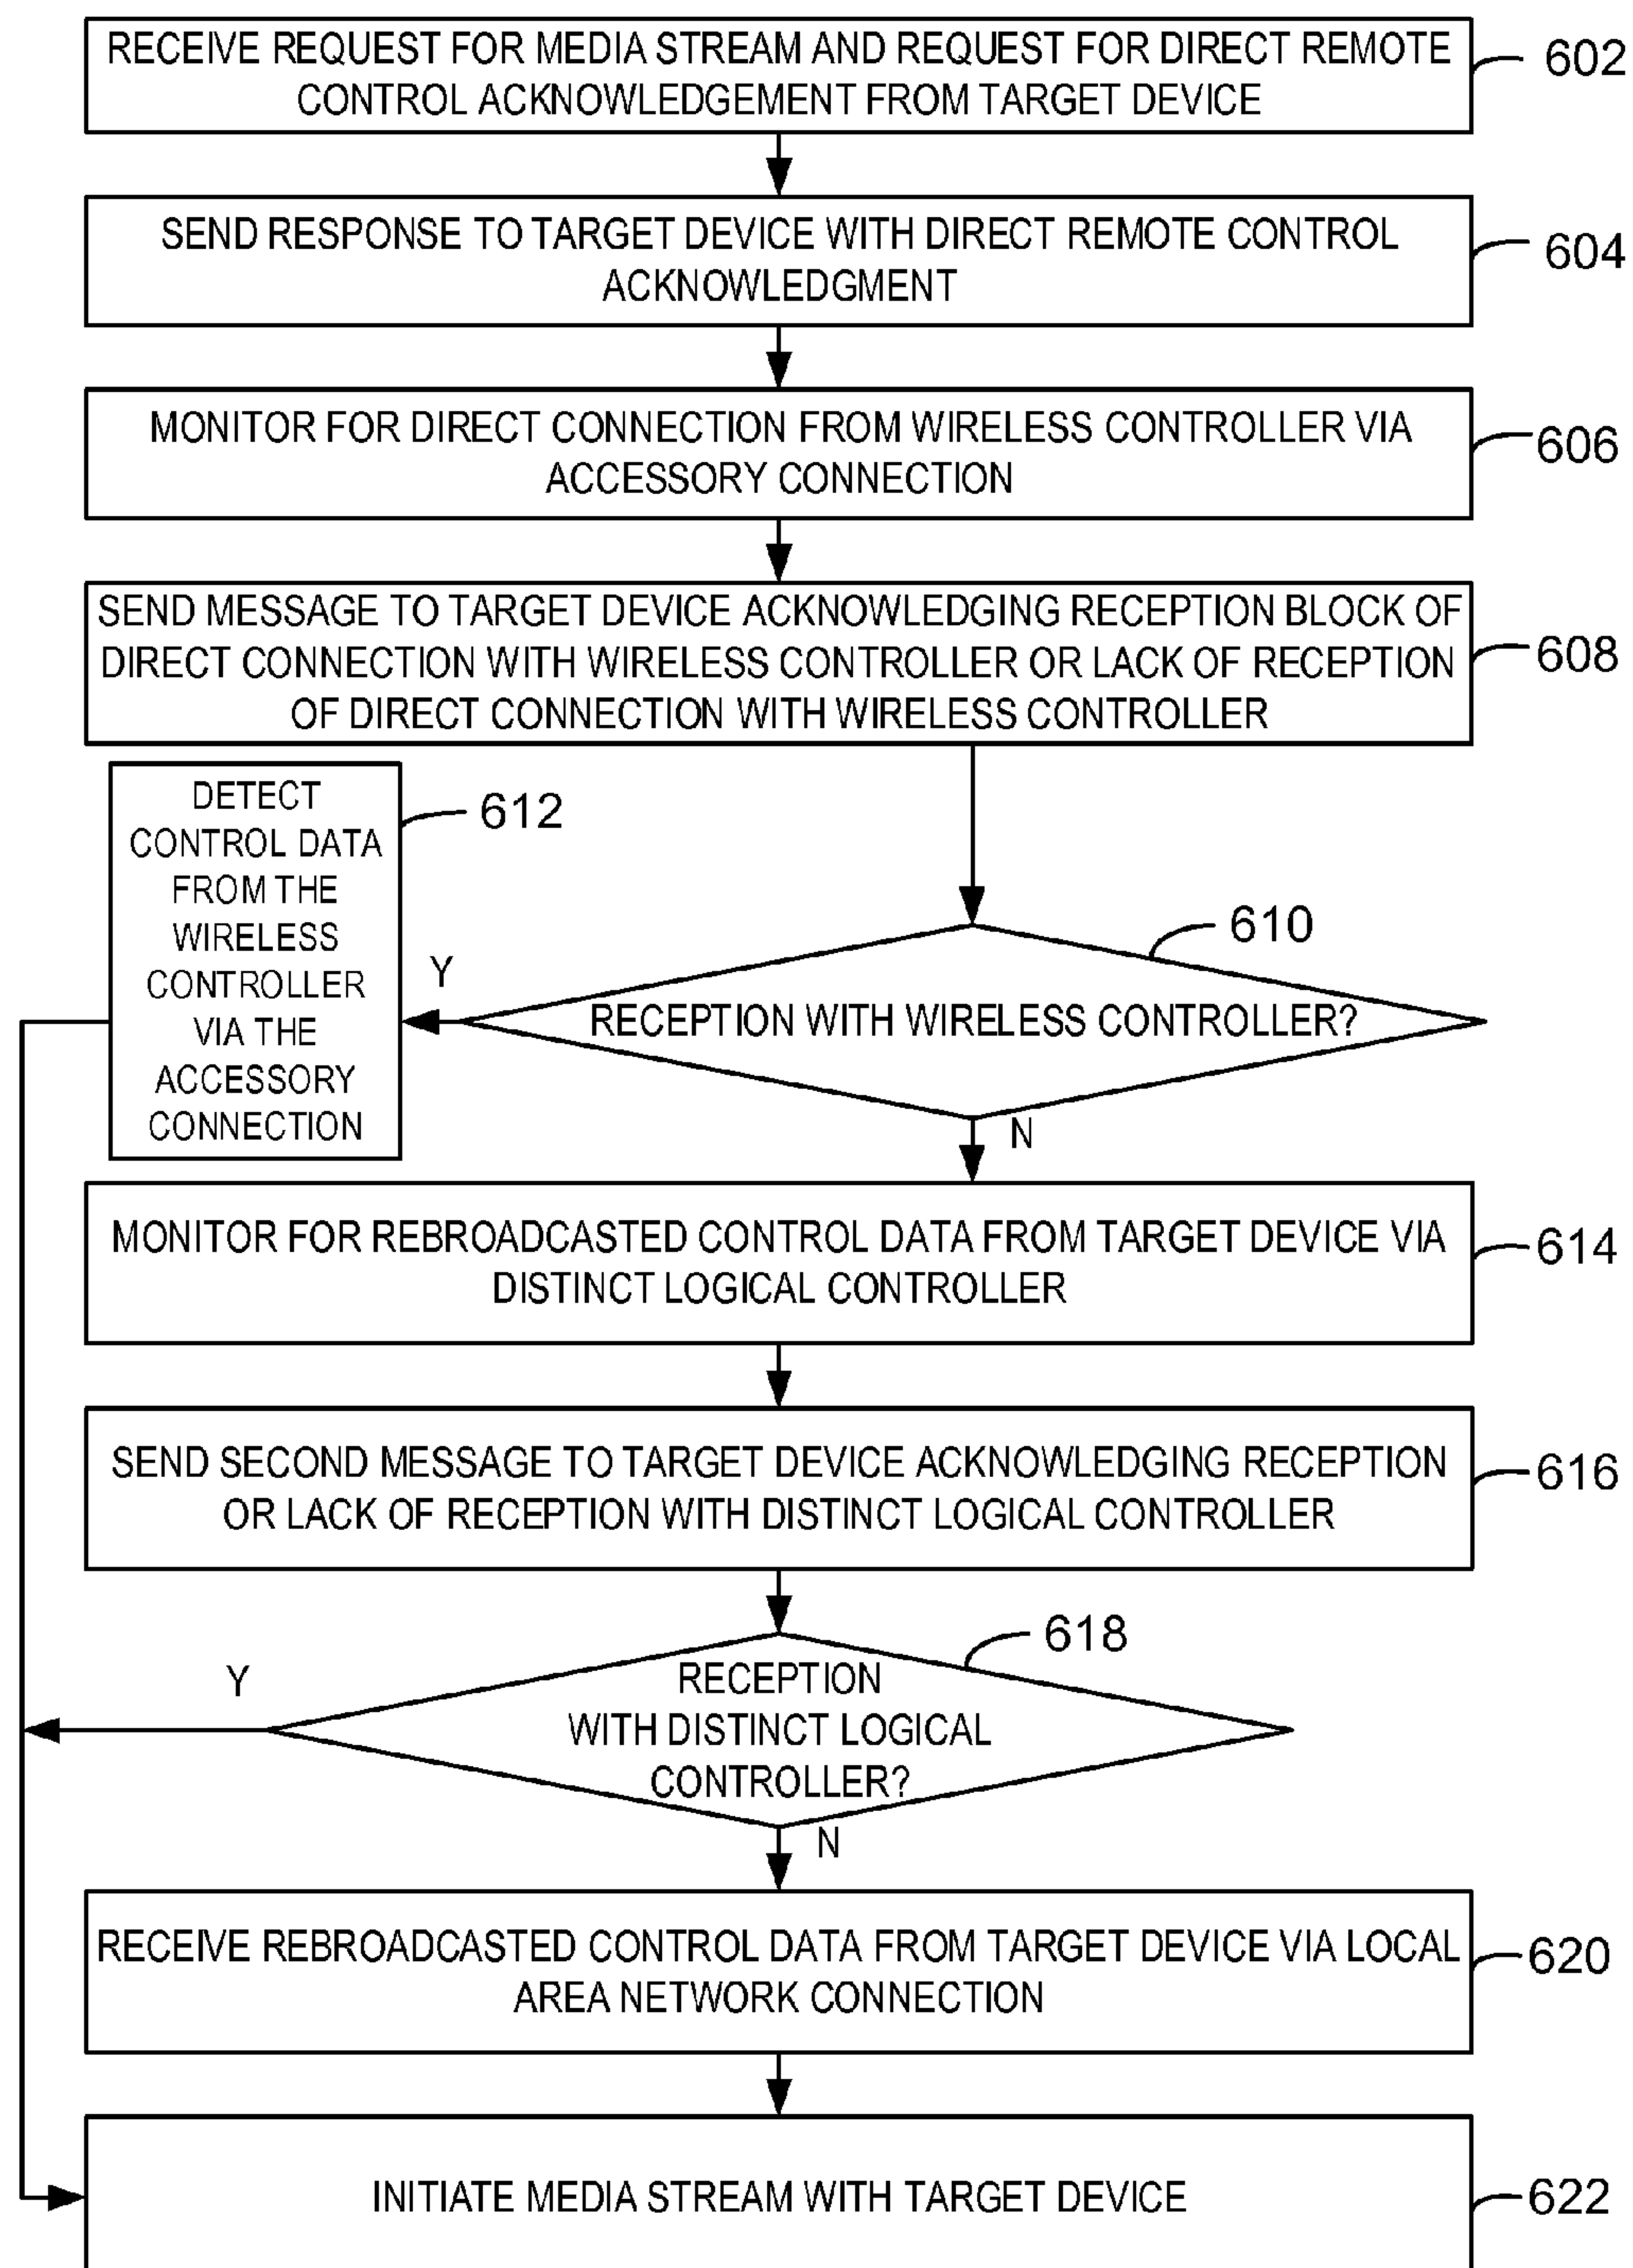 RECEIVE REQUEST FOR MEDIA STREAM AND REQUEST FOR DIRECT REMOTE
CONTROL ACKNOWLEDGEMENT FROM TARGET DEVICE
602
SEND RESPONSE TO TARGET DEVICE WITH DIRECT REMOTE CONTROL
ACKNOWLEDGMENT
604
MONITOR FOR DIRECT CONNECTION FROM WIRELESS CONTROLLER VIA
ACCESSORY CONNECTION
606
SEND MESSAGE TO TARGET DEVICE ACKNOWLEDGING RECEPTION BLOCK OF
DIRECT CONNECTION WITH WIRELESS CONTROLLER OR LACK OF RECEPTION
OF DIRECT CONNECTION WITH WIRELESS CONTROLLER
608
DETECT
CONTROL DATA
FROM THE
WIRELESS
CONTROLLER
VIA THE
ACCESSORY
CONNECTION
612
610
Y
RECEPTION WITH WIRELESS CONTROLLER?
N
MONITOR FOR REBROADCASTED CONTROL DATA FROM TARGET DEVICE VIA
DISTINCT LOGICAL CONTROLLER
614
SEND SECOND MESSAGE TO TARGET DEVICE ACKNOWLEDGING RECEPTION
OR LACK OF RECEPTION WITH DISTINCT LOGICAL CONTROLLER
616
618
Y
RECEPTION
WITH DISTINCT LOGICAL
CONTROLLER?
N
RECEIVE REBROADCASTED CONTROL DATA FROM TARGET DEVICE VIA LOCAL
AREA NETWORK CONNECTION
620
INITIATE MEDIA STREAM WITH TARGET DEVICE
622